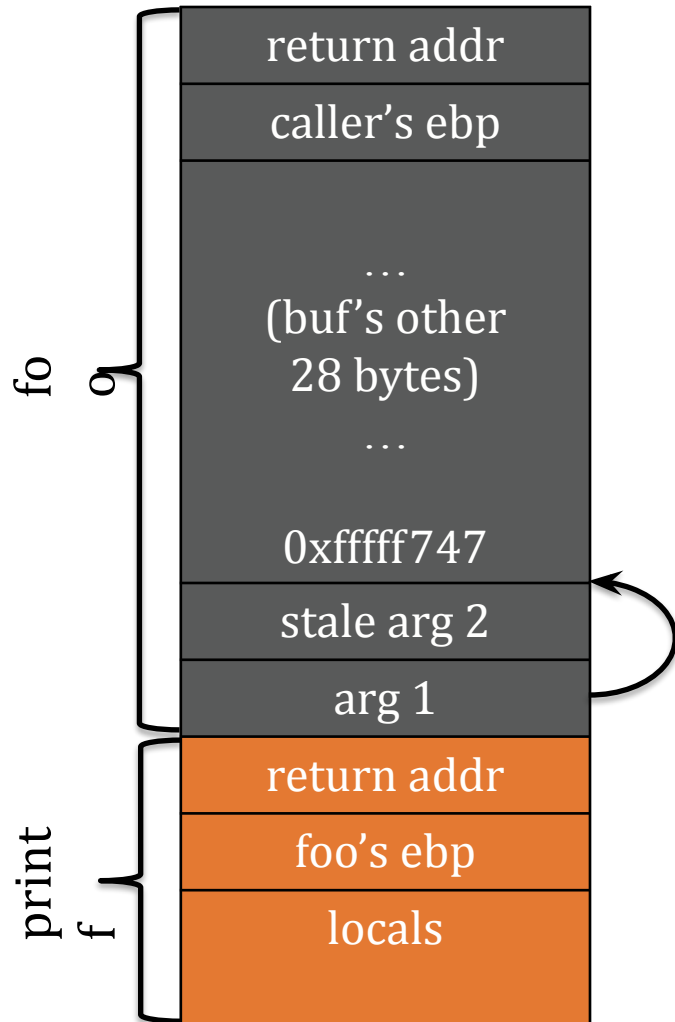 return addr
caller’s ebp
...
(buf’s other
28 bytes)
...
0xfffff747
stale arg 2
arg 1
return addr
foo’s ebp
locals
fo
o
print
f